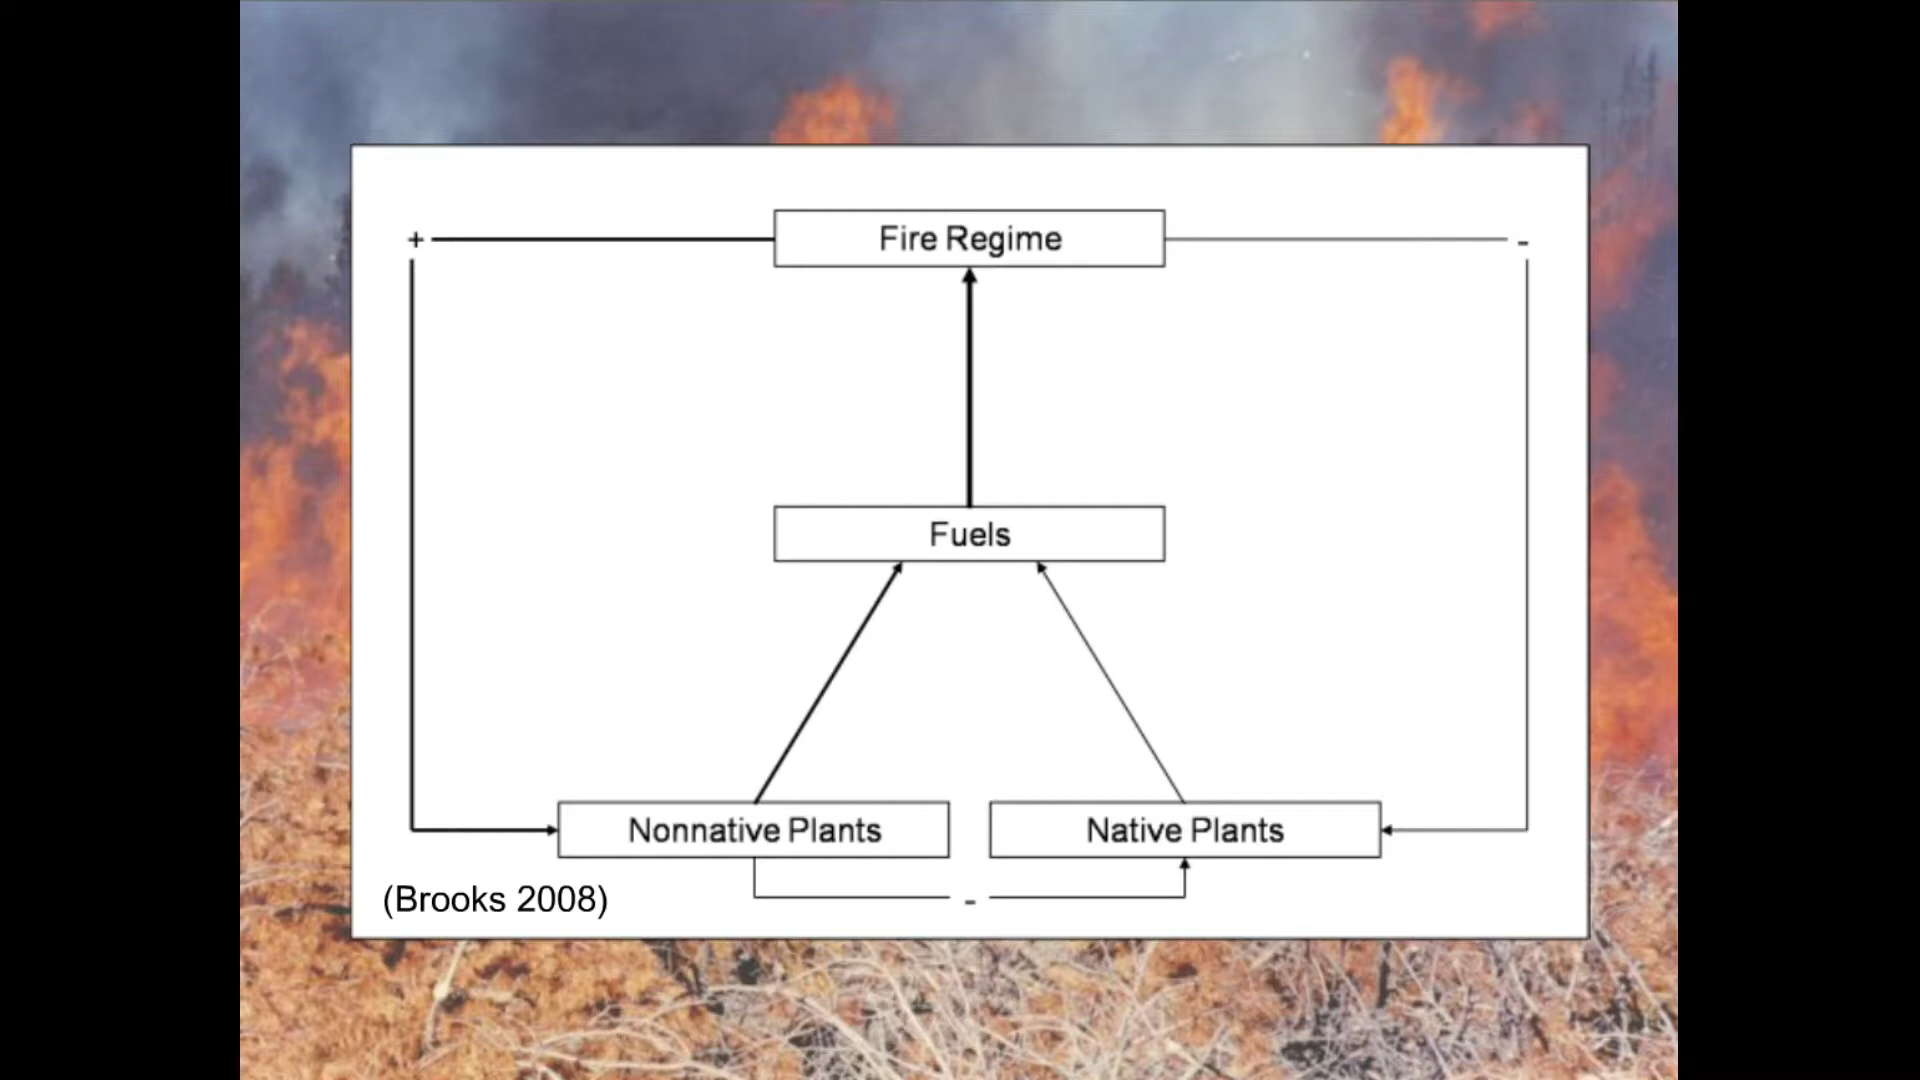 +
Fire Regime
-
Fuels
Nonnative Plants
Native Plants
(Brooks 2008)
-